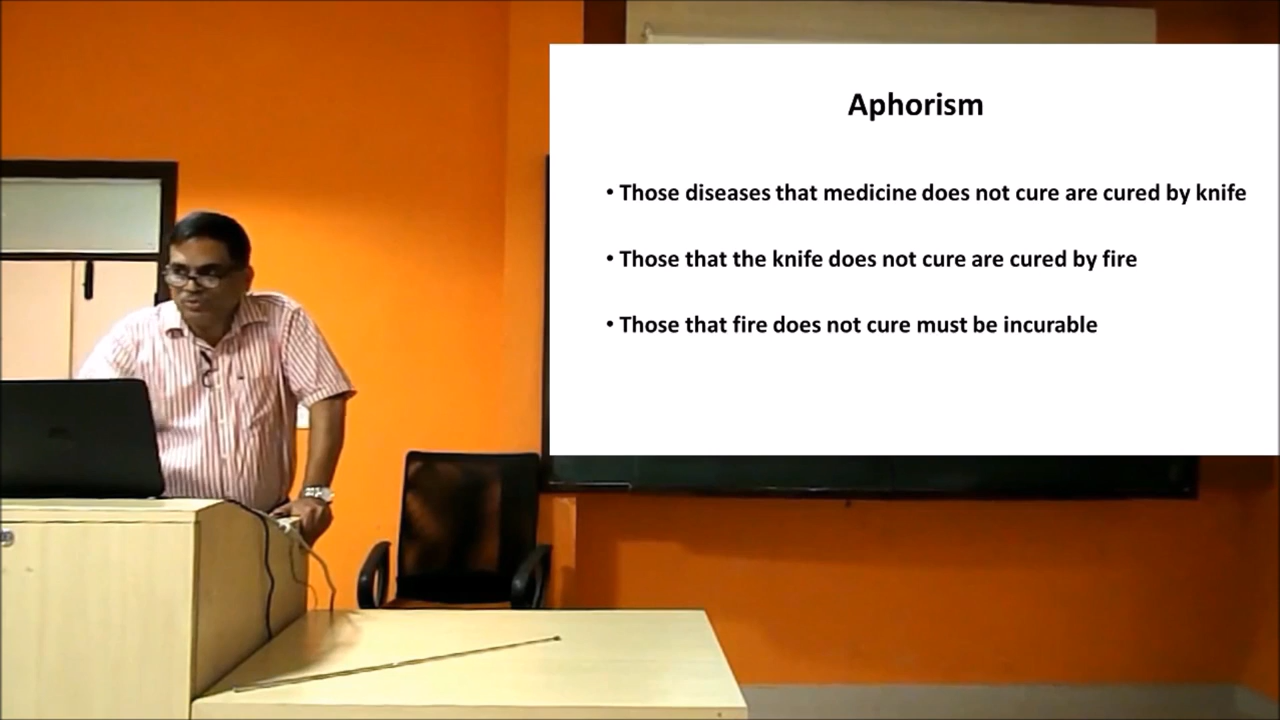 Aphorism
• Those diseases that medicine does not cure are cured by knife
• Those that the knife does not cure are cured by fire
• Those that fire does not cure must be incurable